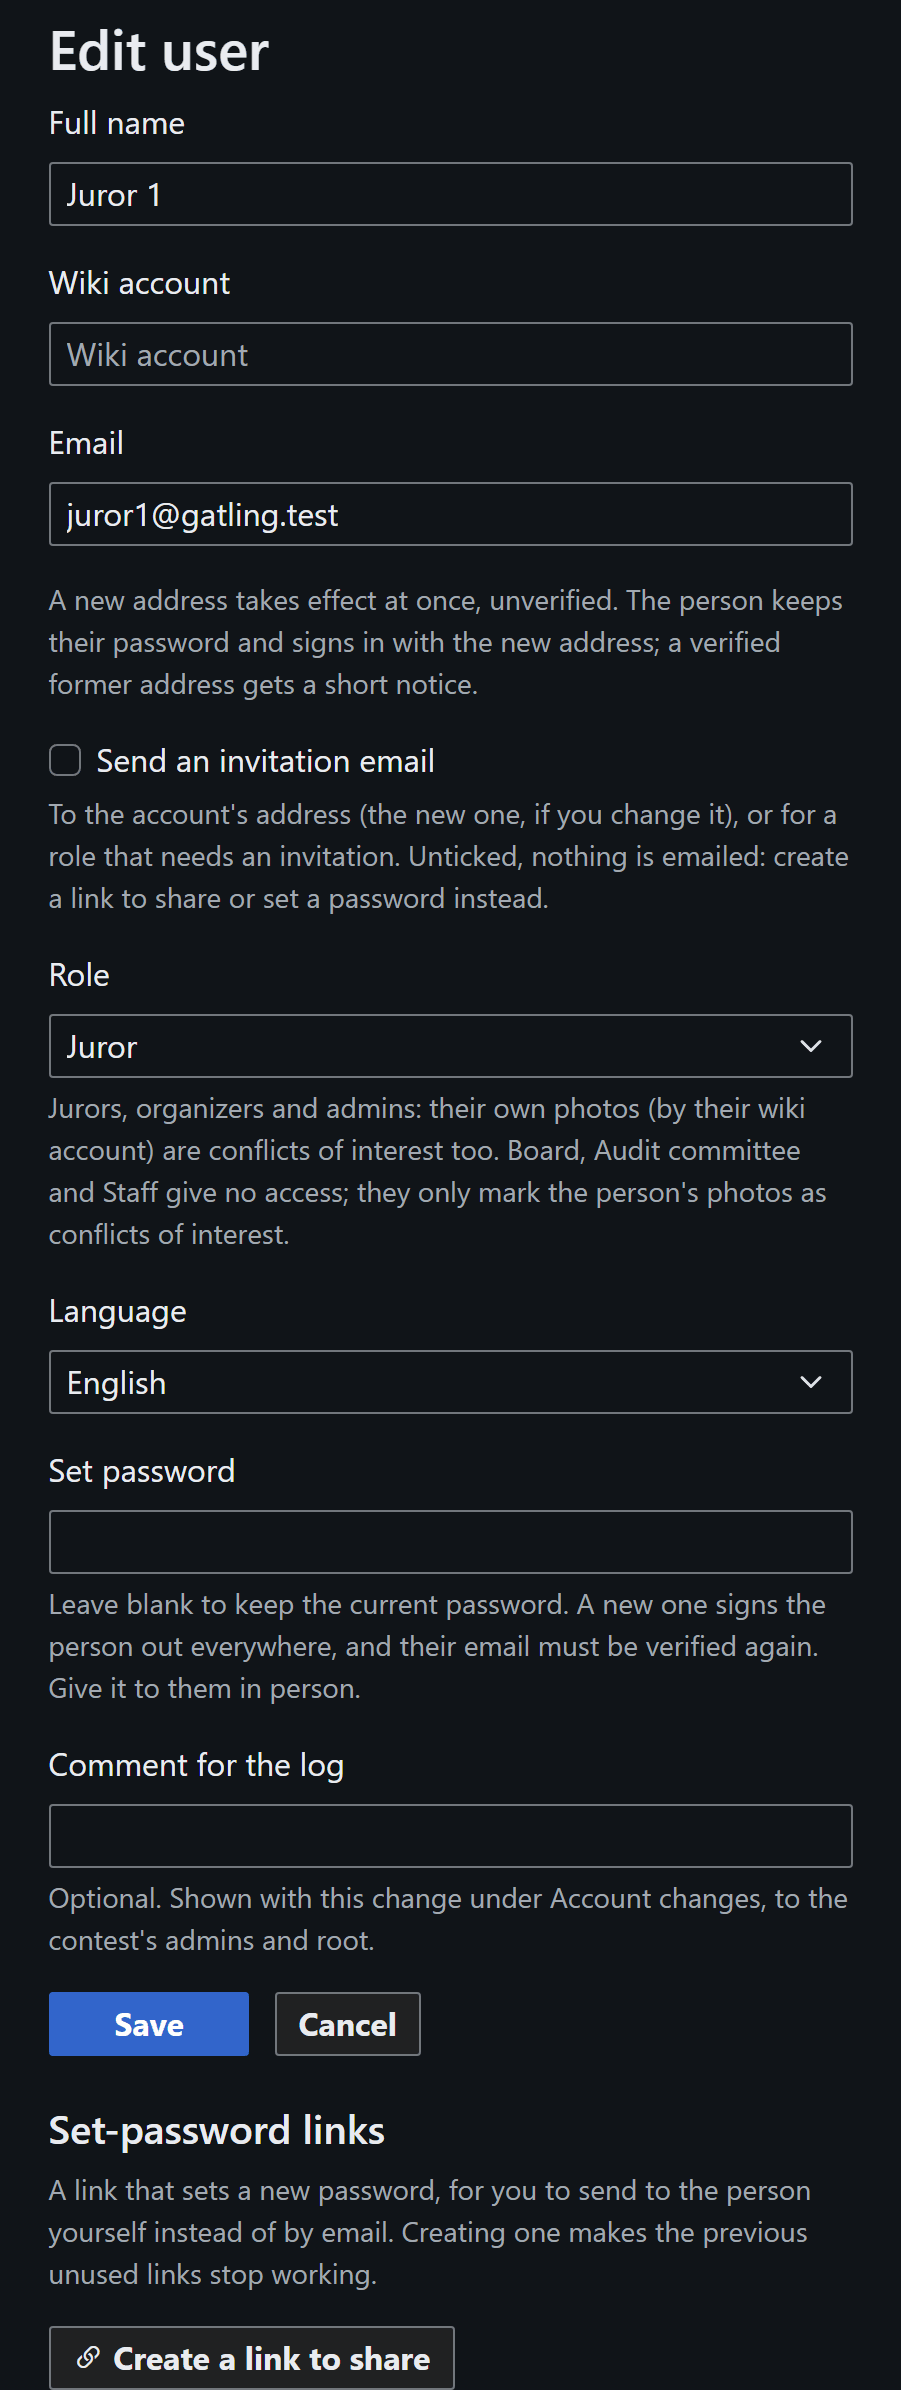 Edit user
Full name
Juror 1
Wiki account
Wiki account
Email
juror1@gatling.test
A new address takes effect at once, unverified. The person keeps
their password and signs in with the new address; a verified
former address gets a short notice.
Send an invitation email
To the account's address (the new one, if you change it), or for a
role that needs an invitation. Unticked, nothing is emailed: create
a link to share or set a password instead.
Role
Juror
Jurors, organizers and admins: their own photos (by their wiki
account) are conflicts of interest too. Board, Audit committee
and Staff give no access; they only mark the person's photos as
conflicts of interest.
Language
English
Set password
Leave blank to keep the current password. A new one signs the
person out everywhere, and their email must be verified again.
Give it to them in person.
Comment for the log
Optional. Shown with this change under Account changes, to the
contest's admins and root.
Save
Cancel
Set-password links
A link that sets a new password, for you to send to the person
yourself instead of by email. Creating one makes the previous
unused links stop working.
Create a link to share